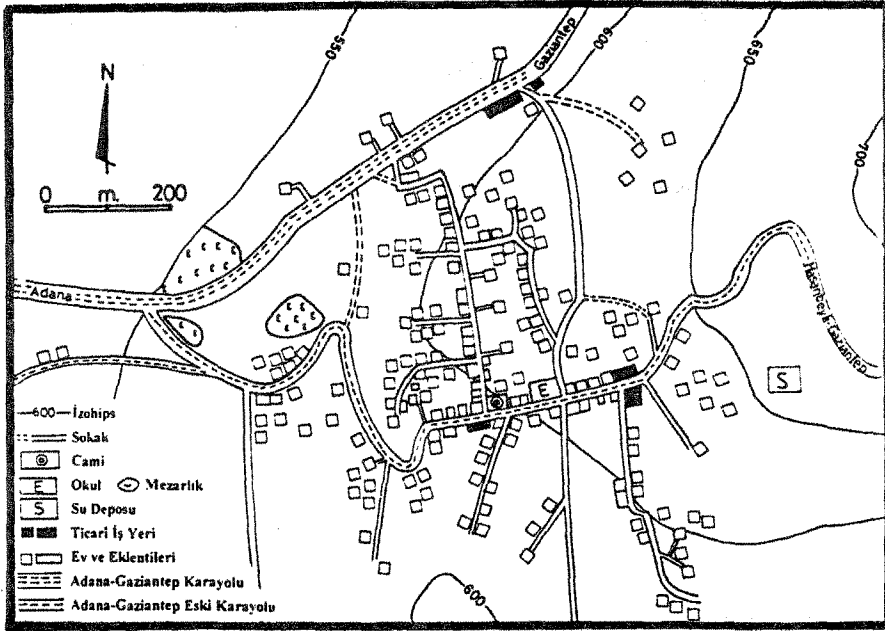 550
Gaziantep
600
650
700
N
0 m. 200
Adana
Hasanbeyli-Gaziantep
E
S
600
—600— İzohips
Sokak
Cami
E Okul Mezarlık
S Su Deposu
Ticari İş Yeri
Ev ve Eklentileri
Adana-Gaziantep Karayolu
Adana-Gaziantep Eski Karayolu